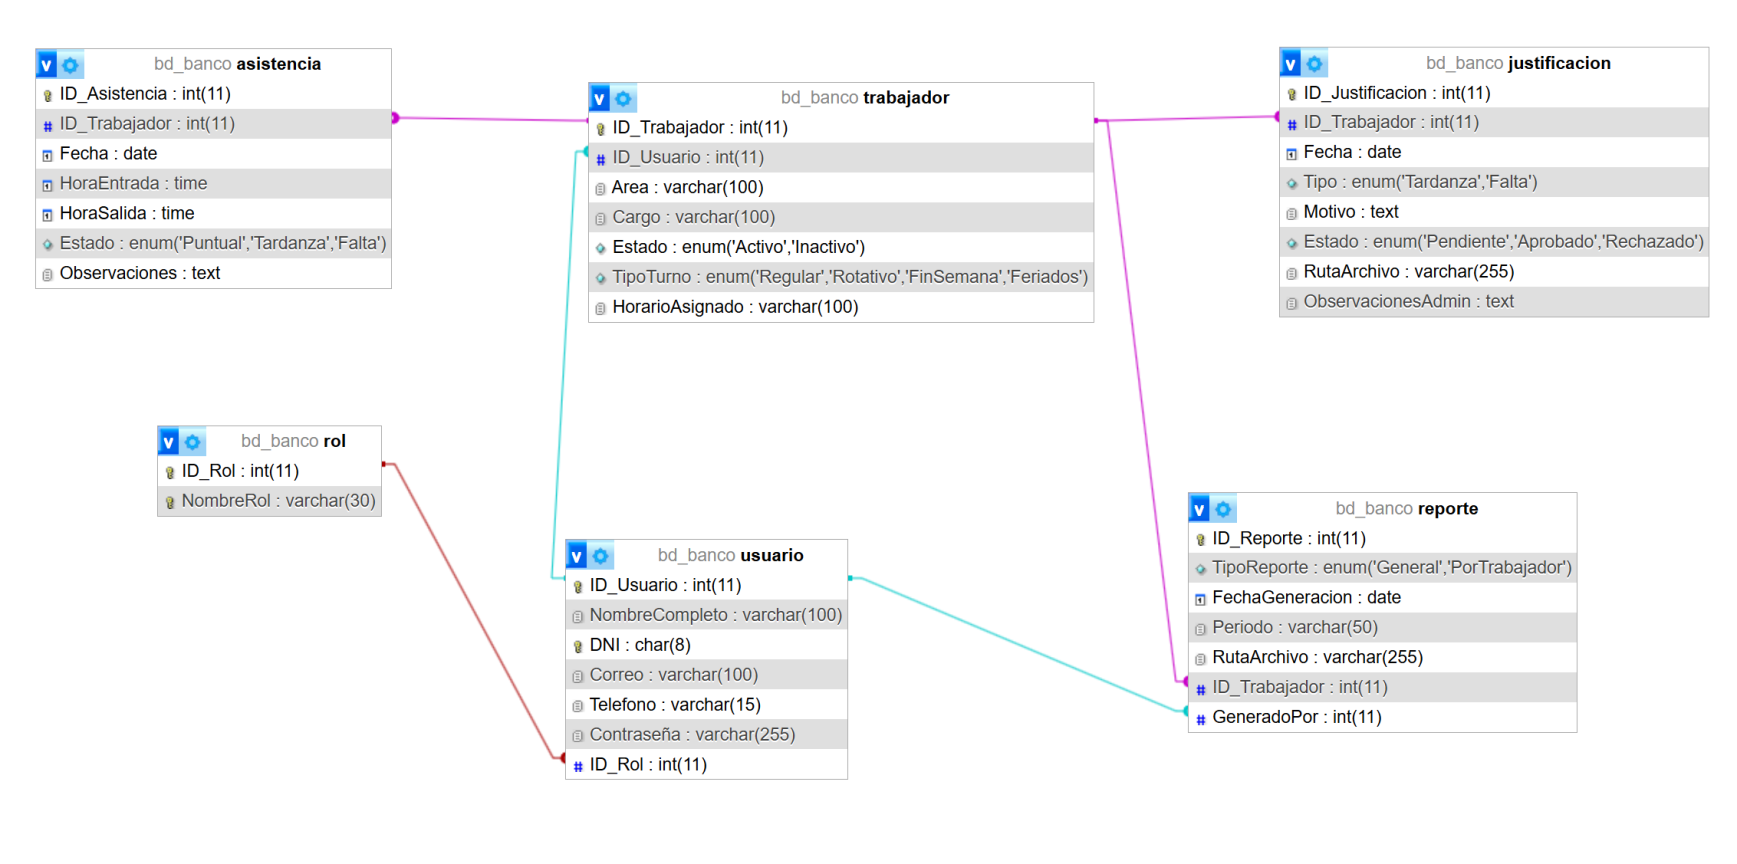 v bd_banco asistencia
ID_Asistencia : int(11)
# ID_Trabajador : int(11)
Fecha : date
HoraEntrada : time
HoraSalida : time
Estado : enum('Puntual','Tardanza','Falta')
Observaciones : text
v bd_banco trabajador
ID_Trabajador : int(11)
# ID_Usuario : int(11)
Area : varchar(100)
Cargo : varchar(100)
Estado : enum('Activo','Inactivo')
TipoTurno : enum('Regular','Rotativo','FinSemana','Feriados')
HorarioAsignado : varchar(100)
v bd_banco justificacion
ID_Justificacion : int(11)
# ID_Trabajador : int(11)
Fecha : date
Tipo : enum('Tardanza','Falta')
Motivo : text
Estado : enum('Pendiente','Aprobado','Rechazado')
RutaArchivo : varchar(255)
ObservacionesAdmin : text
v bd_banco rol
ID_Rol : int(11)
NombreRol : varchar(30)
v bd_banco usuario
ID_Usuario : int(11)
NombreCompleto : varchar(100)
DNI : char(8)
Correo : varchar(100)
Telefono : varchar(15)
Contraseña : varchar(255)
# ID_Rol : int(11)
v bd_banco reporte
ID_Reporte : int(11)
TipoReporte : enum('General','PorTrabajador')
FechaGeneracion : date
Periodo : varchar(50)
RutaArchivo : varchar(255)
# ID_Trabajador : int(11)
# GeneradoPor : int(11)